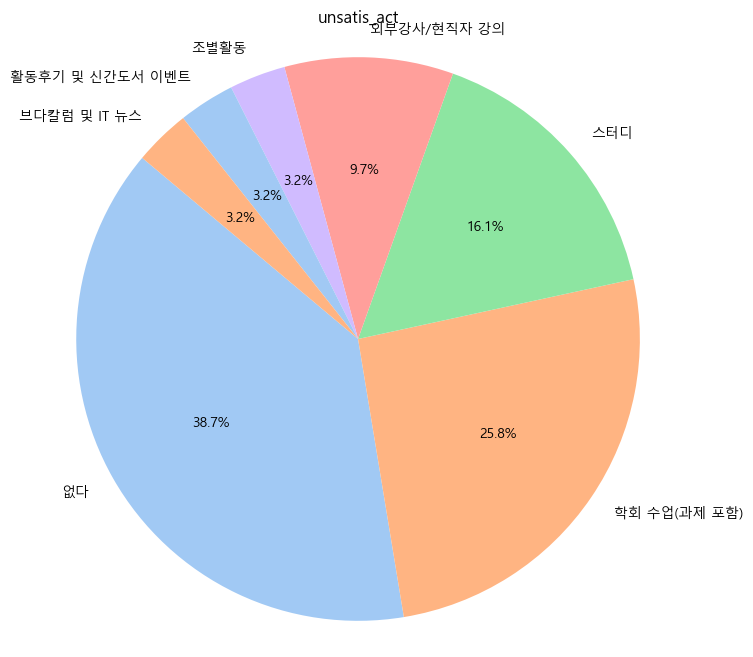 unsatis_act
외부강사/현직자 강의
조별활동
활동후기 및 신간도서 이벤트
브다칼럼 및 IT 뉴스
스터디
9.7%
3.2%
3.2%
3.2%
16.1%
38.7%
25.8%
없다
학회 수업(과제 포함)